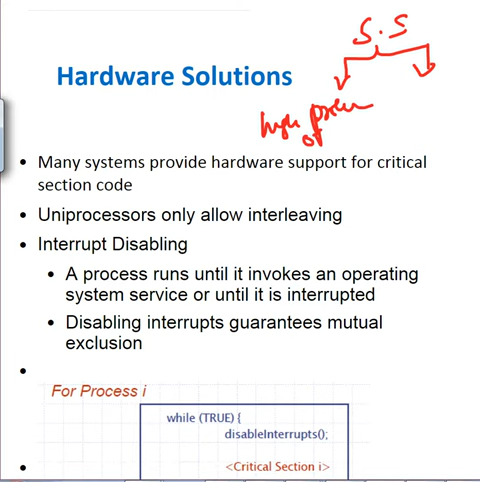 S.S
Hardware Solutions
high
• Many systems provide hardware support for critical
section code
• Uniprocessors only allow interleaving
• Interrupt Disabling
• A process runs until it invokes an operating
system service or until it is interrupted
• Disabling interrupts guarantees mutual
exclusion
•
For Process i
while (TRUE) {
disableInterrupts();
• <Critical Section i>